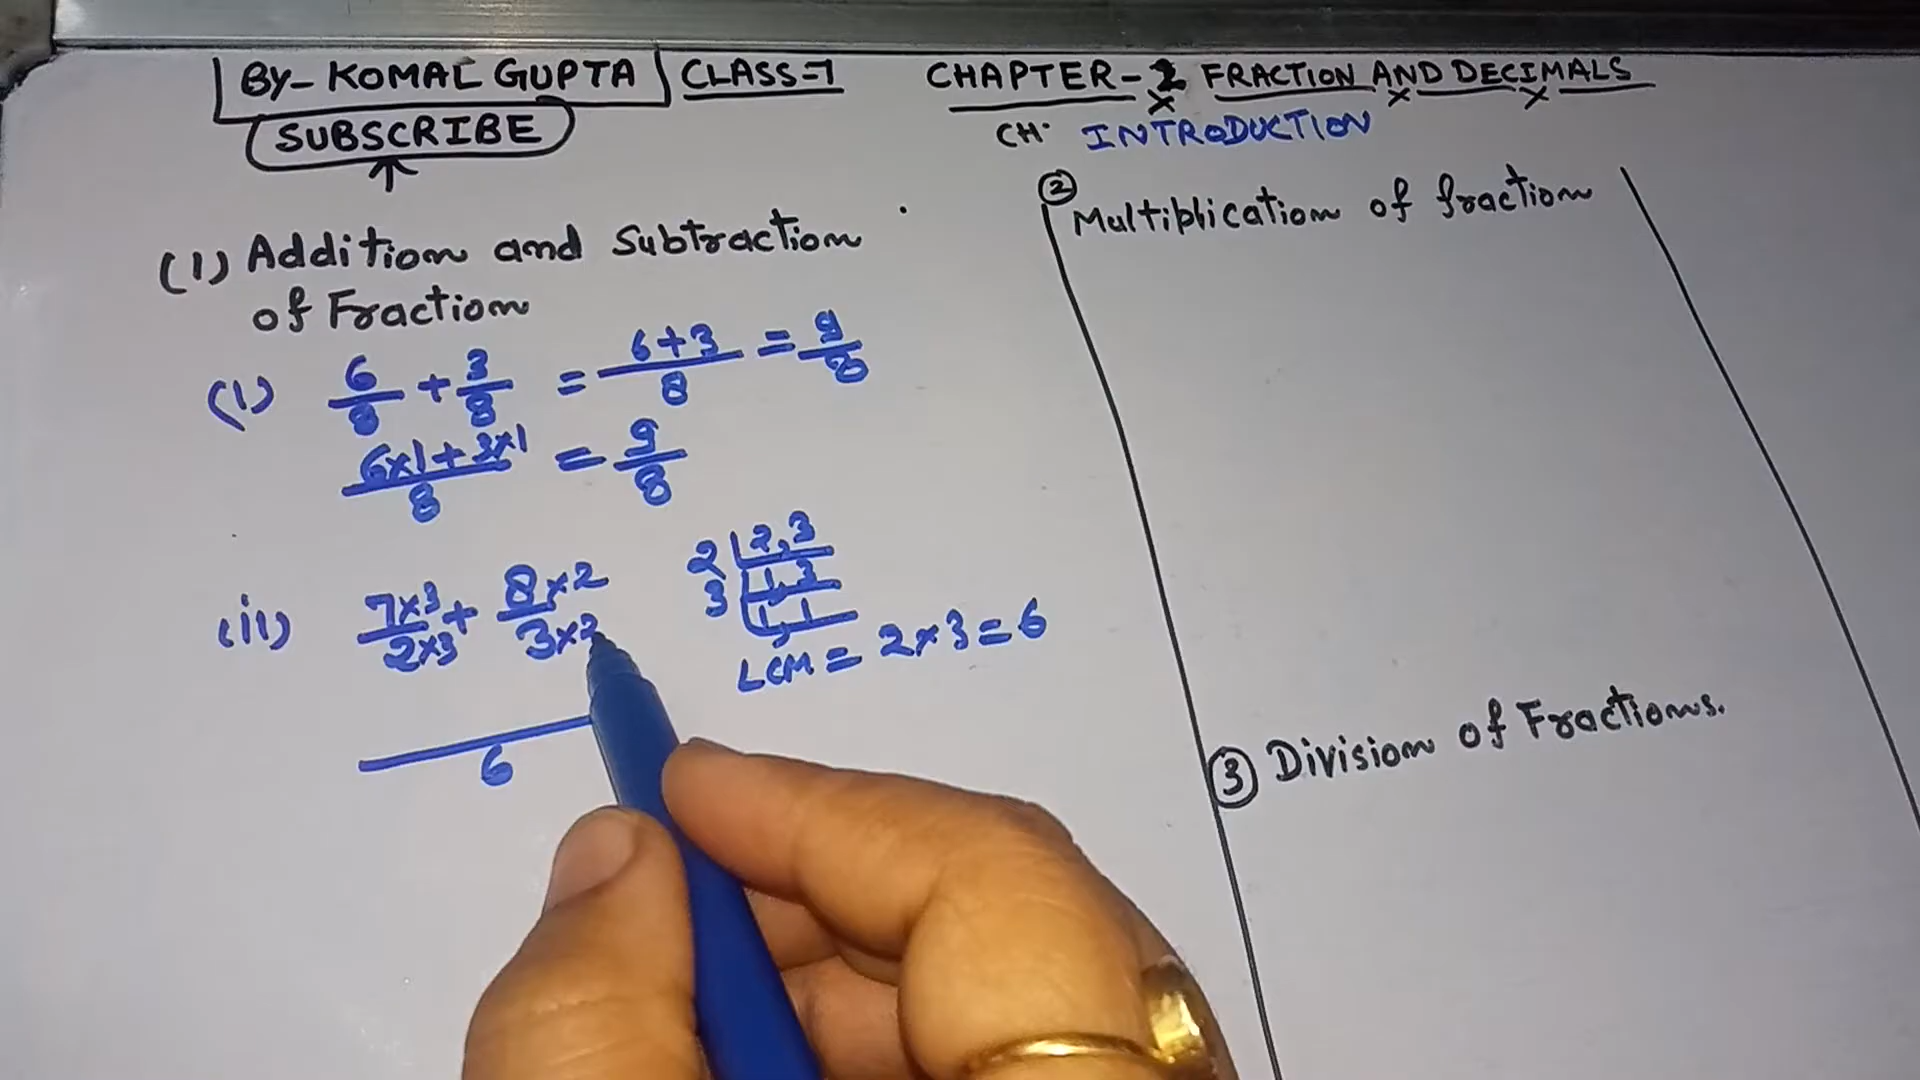 BY- KOMAL GUPTA CLASS-7 CHAPTER-2 FRACTION AND DECIMALS
SUBSCRIBE CH. INTRODUCTION
(1) Addition and Subtraction
of Fraction
(1) 6/8 + 3/8 = 6+3/8 = 9/8
6×1+3×1/8 = 9/8
(ii) 7×3/2×3 + 8×2/3×2
6
2 | 2, 3
3 | 1, 3
1, 1
LCM = 2×3=6
② Multiplication of fraction
③ Division of Fractions.